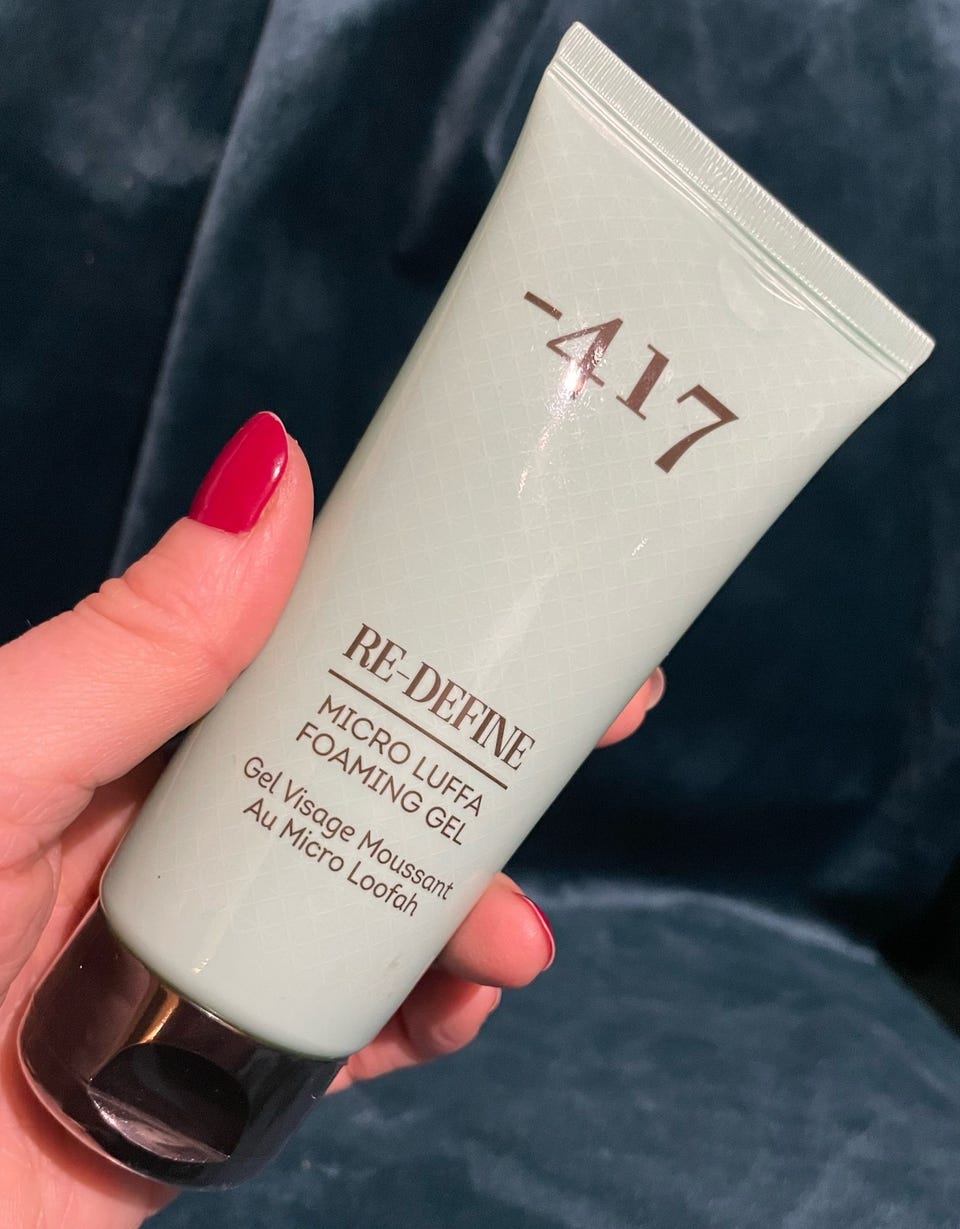 -417
RE-DEFINE
MICRO LUFFA
FOAMING GEL
Gel Visage Moussant
Au Micro Loofah